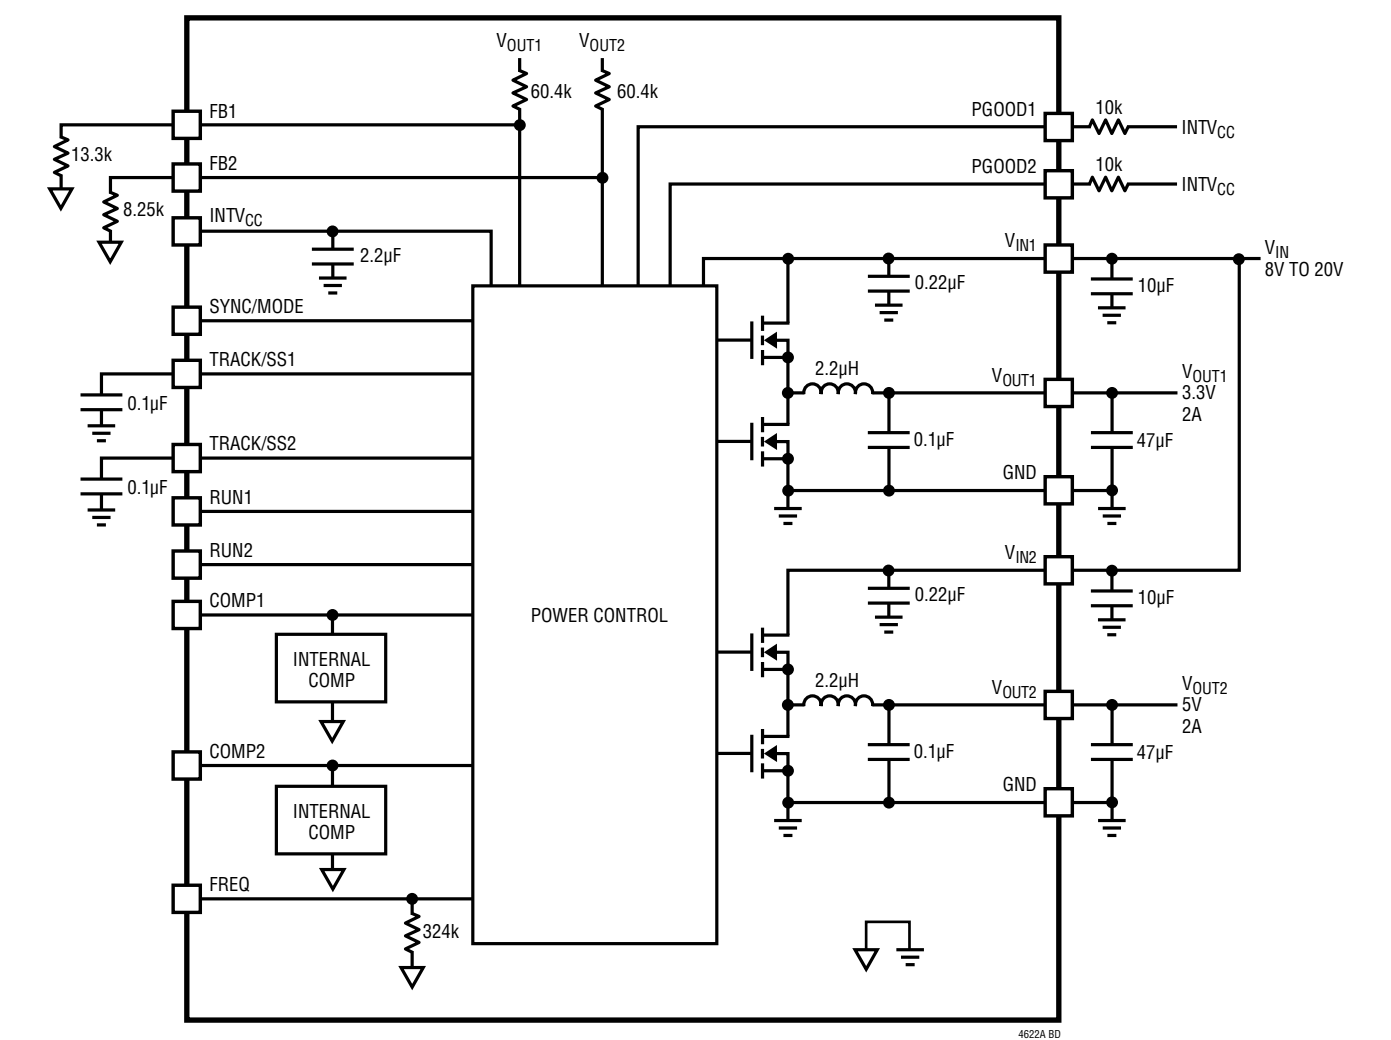 VOUT1
VOUT2
60.4k
60.4k
FB1
13.3k
FB2
8.25k
INTVCC
2.2µF
SYNC/MODE
TRACK/SS1
0.1µF
TRACK/SS2
0.1µF
RUN1
RUN2
COMP1
INTERNAL
COMP
COMP2
INTERNAL
COMP
FREQ
324k
POWER CONTROL
PGOOD1
10k
INTVCC
PGOOD2
10k
INTVCC
VIN1
0.22µF
10µF
VIN
8V TO 20V
2.2µH
VOUT1
VOUT1
3.3V
2A
0.1µF
47µF
GND
VIN2
0.22µF
10µF
2.2µH
VOUT2
VOUT2
5V
2A
0.1µF
47µF
GND
4622A BD